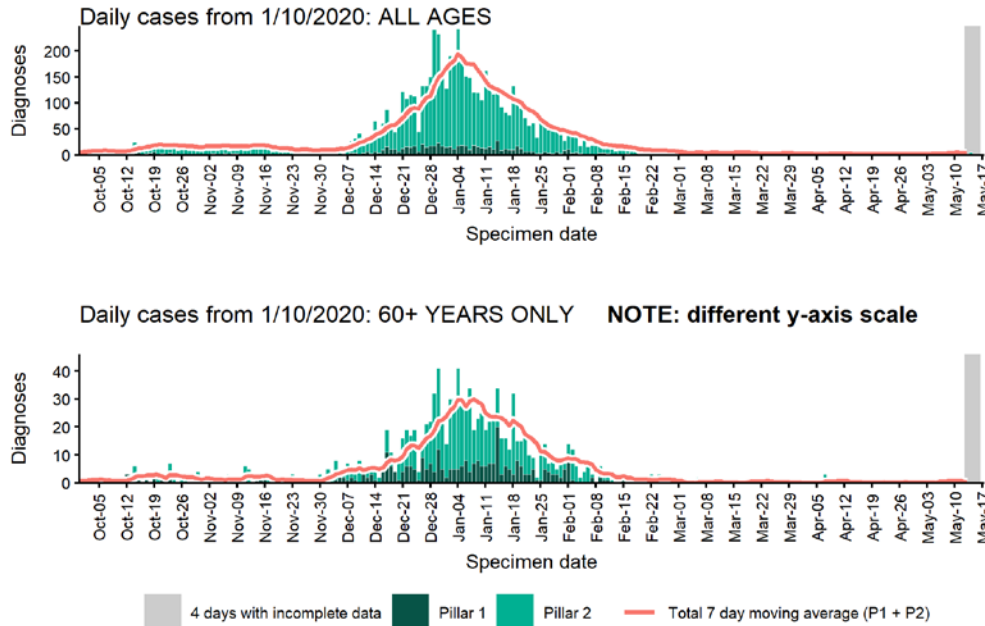 Daily cases from 1/10/2020: ALL AGES
Diagnoses
200
150
100
50
0
Oct-05 Oct-12 Oct-19 Oct-26 Nov-02 Nov-09 Nov-16 Nov-23 Nov-30 Dec-07 Dec-14 Dec-21 Dec-28 Jan-04 Jan-11 Jan-18 Jan-25 Feb-01 Feb-08 Feb-15 Feb-22 Mar-01 Mar-08 Mar-15 Mar-22 Mar-29 Apr-05 Apr-12 Apr-19 Apr-26 May-03 May-10 May-17
Specimen date
Daily cases from 1/10/2020: 60+ YEARS ONLY NOTE: different y-axis scale
Diagnoses
40
30
20
10
0
Oct-05 Oct-12 Oct-19 Oct-26 Nov-02 Nov-09 Nov-16 Nov-23 Nov-30 Dec-07 Dec-14 Dec-21 Dec-28 Jan-04 Jan-11 Jan-18 Jan-25 Feb-01 Feb-08 Feb-15 Feb-22 Mar-01 Mar-08 Mar-15 Mar-22 Mar-29 Apr-05 Apr-12 Apr-19 Apr-26 May-03 May-10 May-17
Specimen date
4 days with incomplete data Pillar 1 Pillar 2 Total 7 day moving average (P1 + P2)